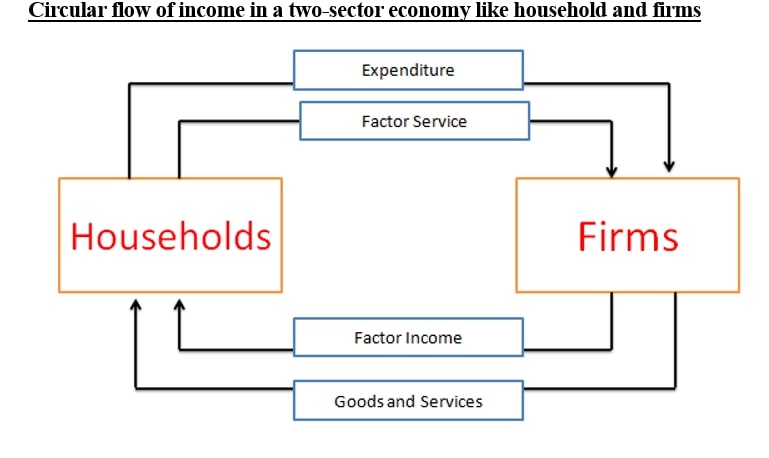 Circular flow of income in a two-sector economy like household and firms
Expenditure
Factor Service
Households
Firms
Factor Income
Goods and Services